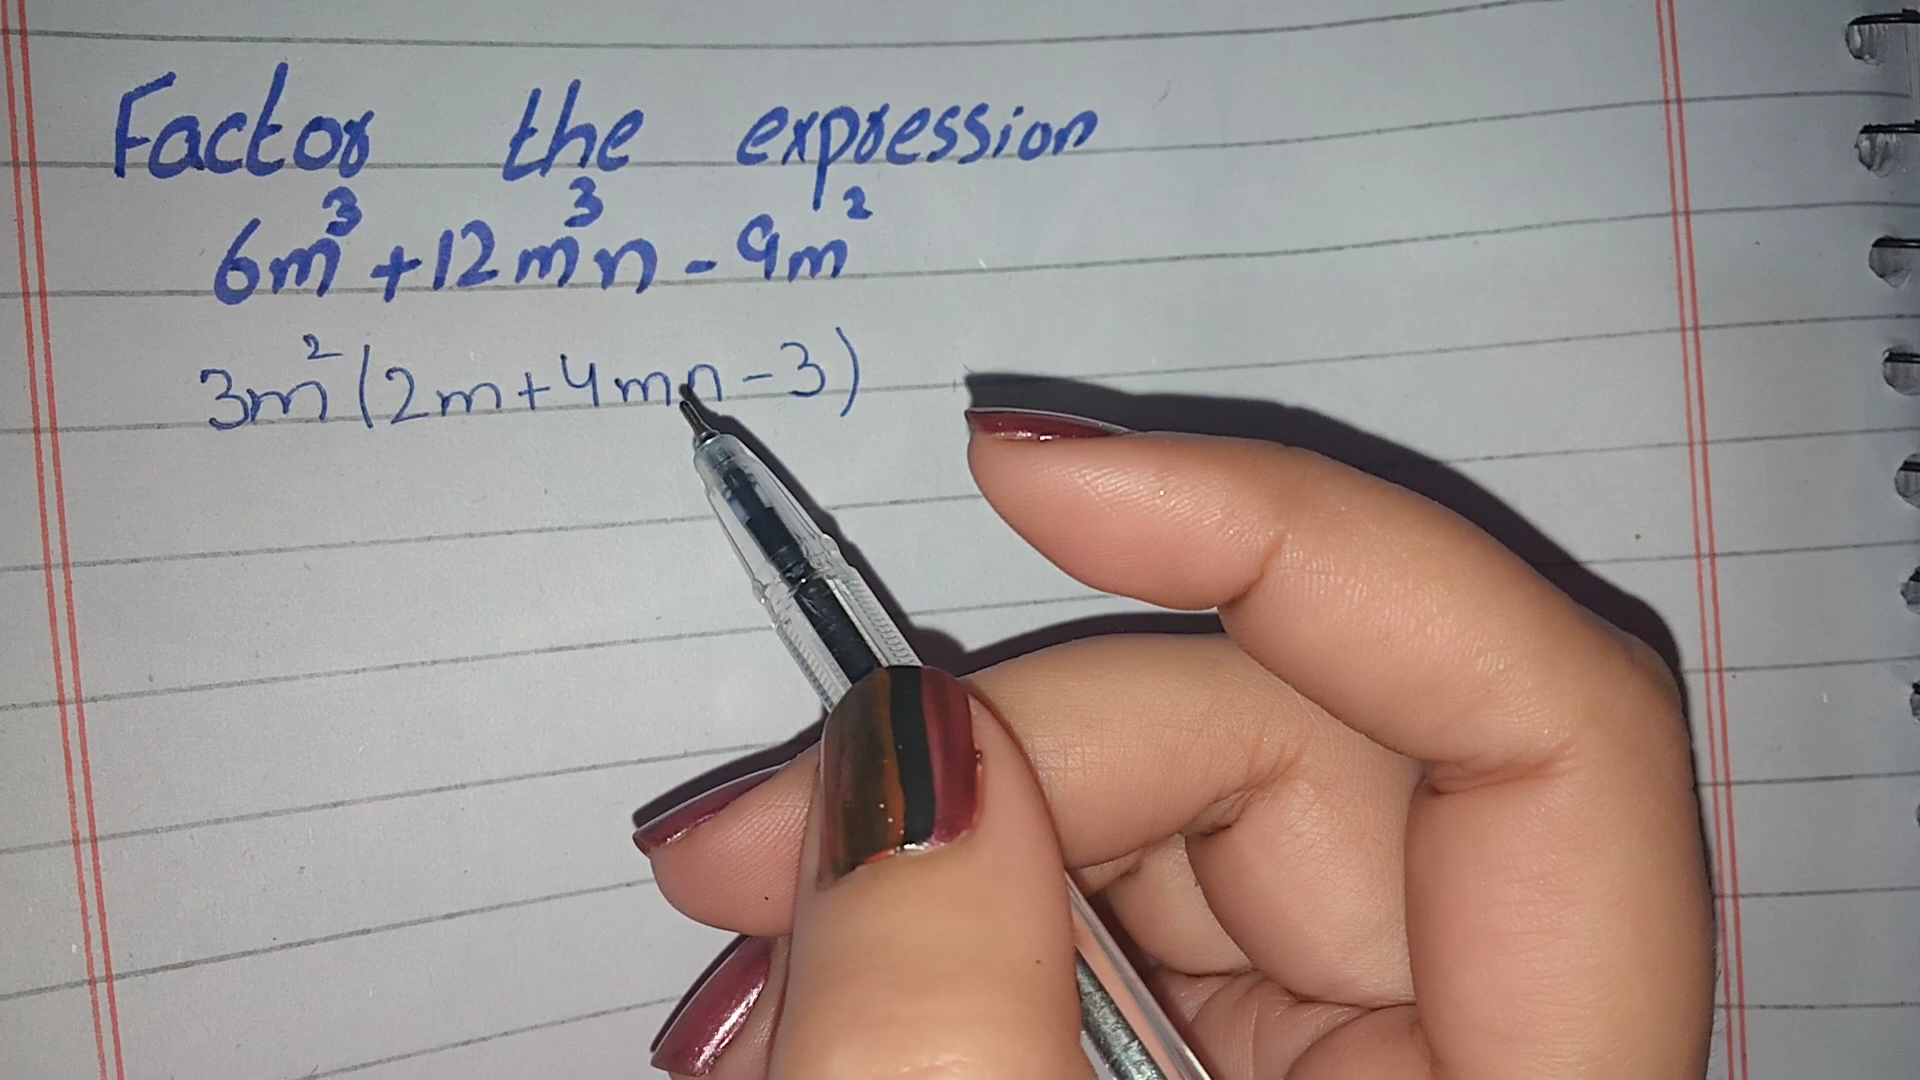 Factor the expression
6m³+12m³n-9m²
3m²(2m+4mn-3)